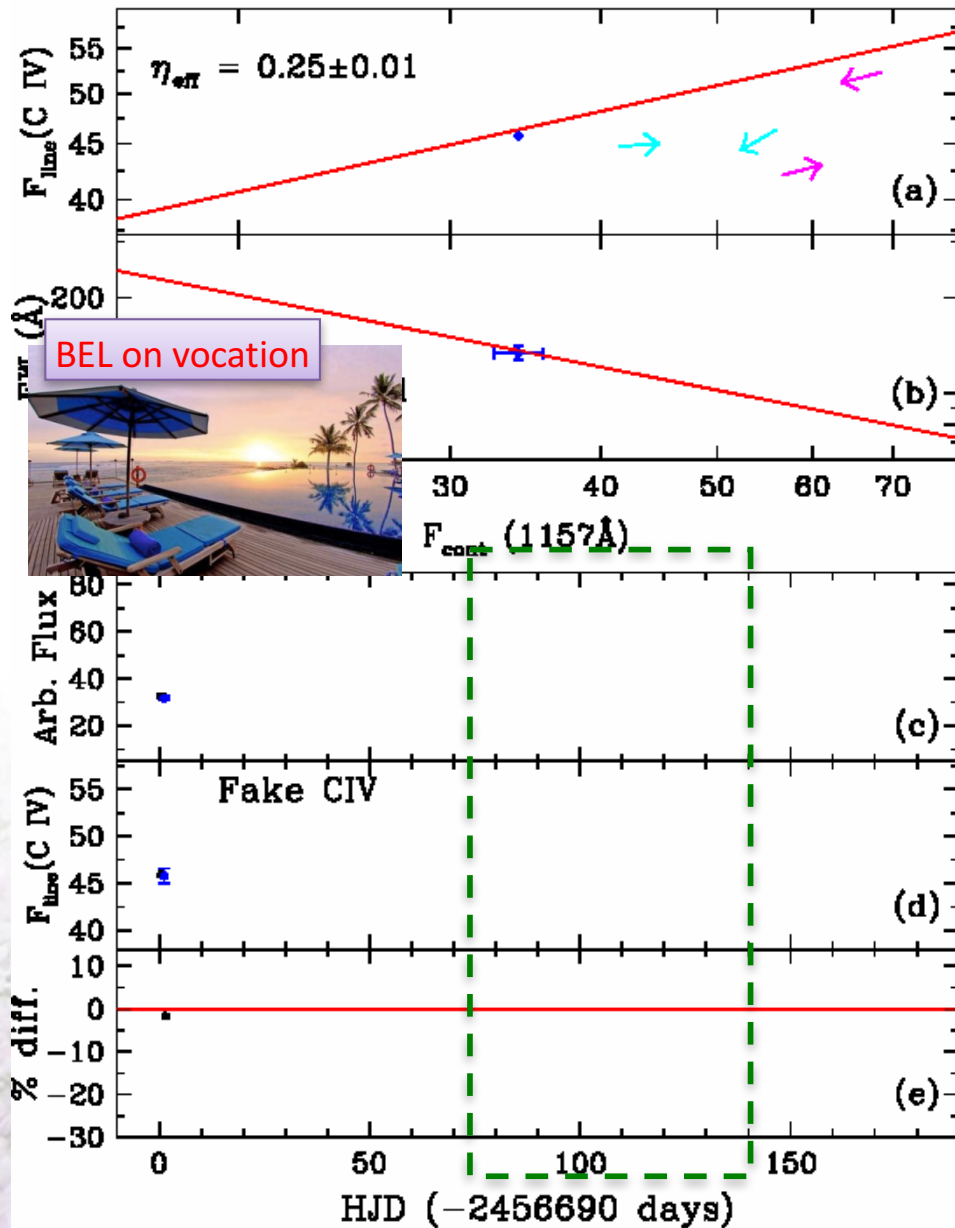 55
50
45
40
F_line(C IV)
η_eff = 0.25±0.01
(a)
200
(Å)
BEL on vocation
(b)
30 40 50 60 70
F_cont (1157Å)
80
60
40
20
Arb. Flux
(c)
Fake CIV
55
50
45
40
F_line(C IV)
(d)
10
0
-10
-20
-30
% diff.
(e)
0 50 100 150
HJD (-2456690 days)